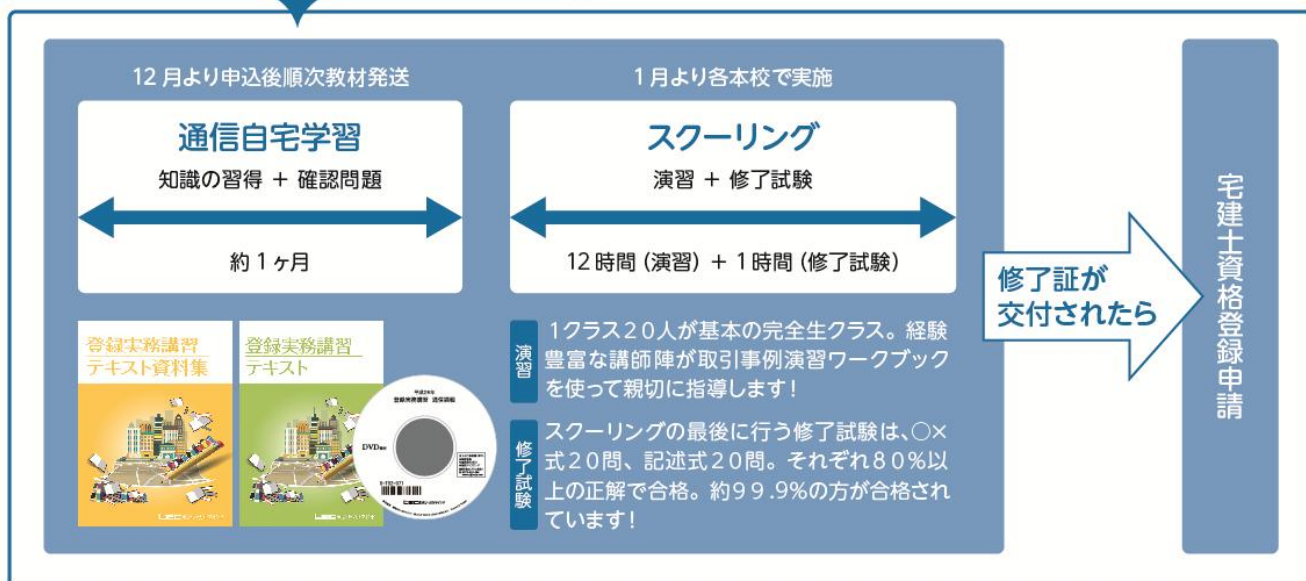 12月より申込後順次教材発送
通信自宅学習
知識の習得 + 確認問題
約1ヶ月
1月より各本校で実施
スクーリング
演習 + 修了試験
12時間(演習)+ 1時間(修了試験)
登録実務講習
テキスト資料集
登録実務講習
テキスト
登録実務講習
DVD
演習
1クラス20人が基本の完全生クラス。経験
豊富な講師陣が取引事例演習ワークブック
を使って親切に指導します!
修了試験
スクーリングの最後に行う修了試験は、○×
式20問、記述式20問。それぞれ80%以
上の正解で合格。約99.9%の方が合格され
ています!
修了証が
交付されたら
宅建士資格登録申請